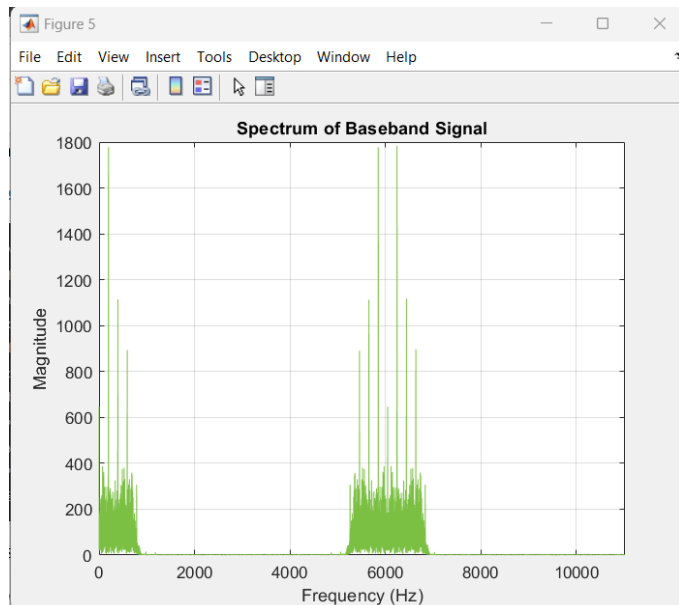 Figure 5
File Edit View Insert Tools Desktop Window Help
Spectrum of Baseband Signal
1800
1600
1400
1200
1000
800
600
400
200
0
Magnitude
0 2000 4000 6000 8000 10000
Frequency (Hz)